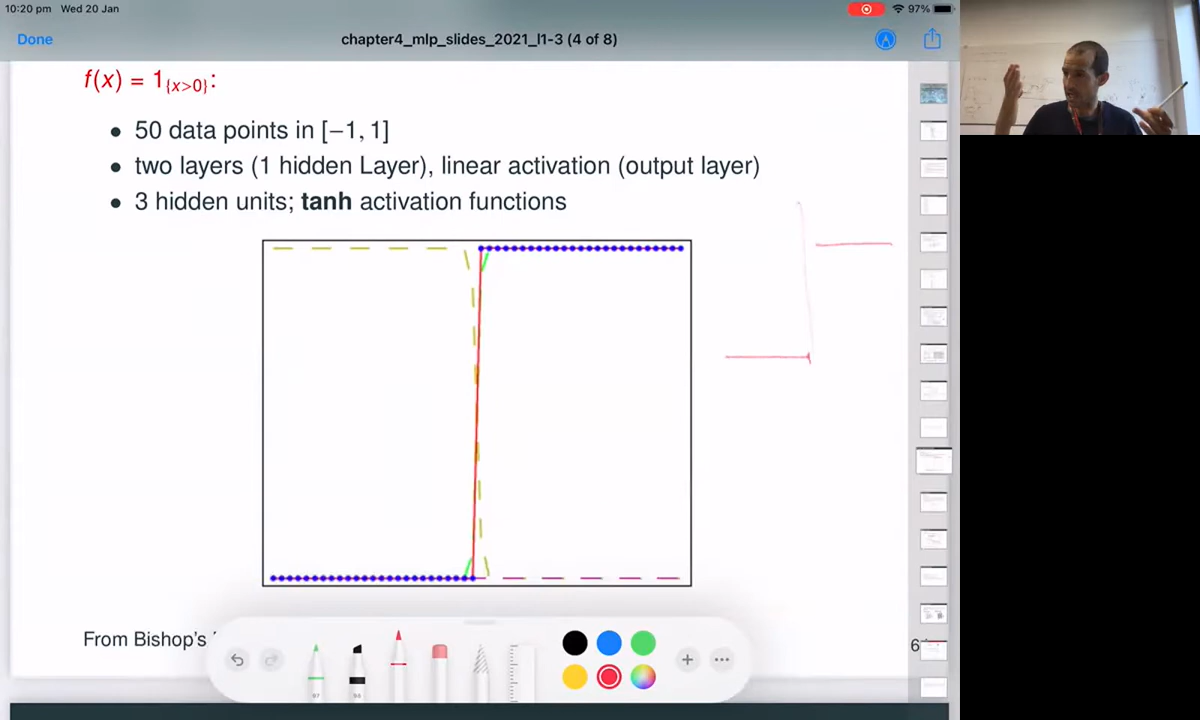 10:20 pm Wed 20 Jan
97%
Done
chapter4_mlp_slides_2021_l1-3 (4 of 8)
f(x) = 1{x>0}:
• 50 data points in [−1, 1]
• two layers (1 hidden Layer), linear activation (output layer)
• 3 hidden units; tanh activation functions
From Bishop's
6
97